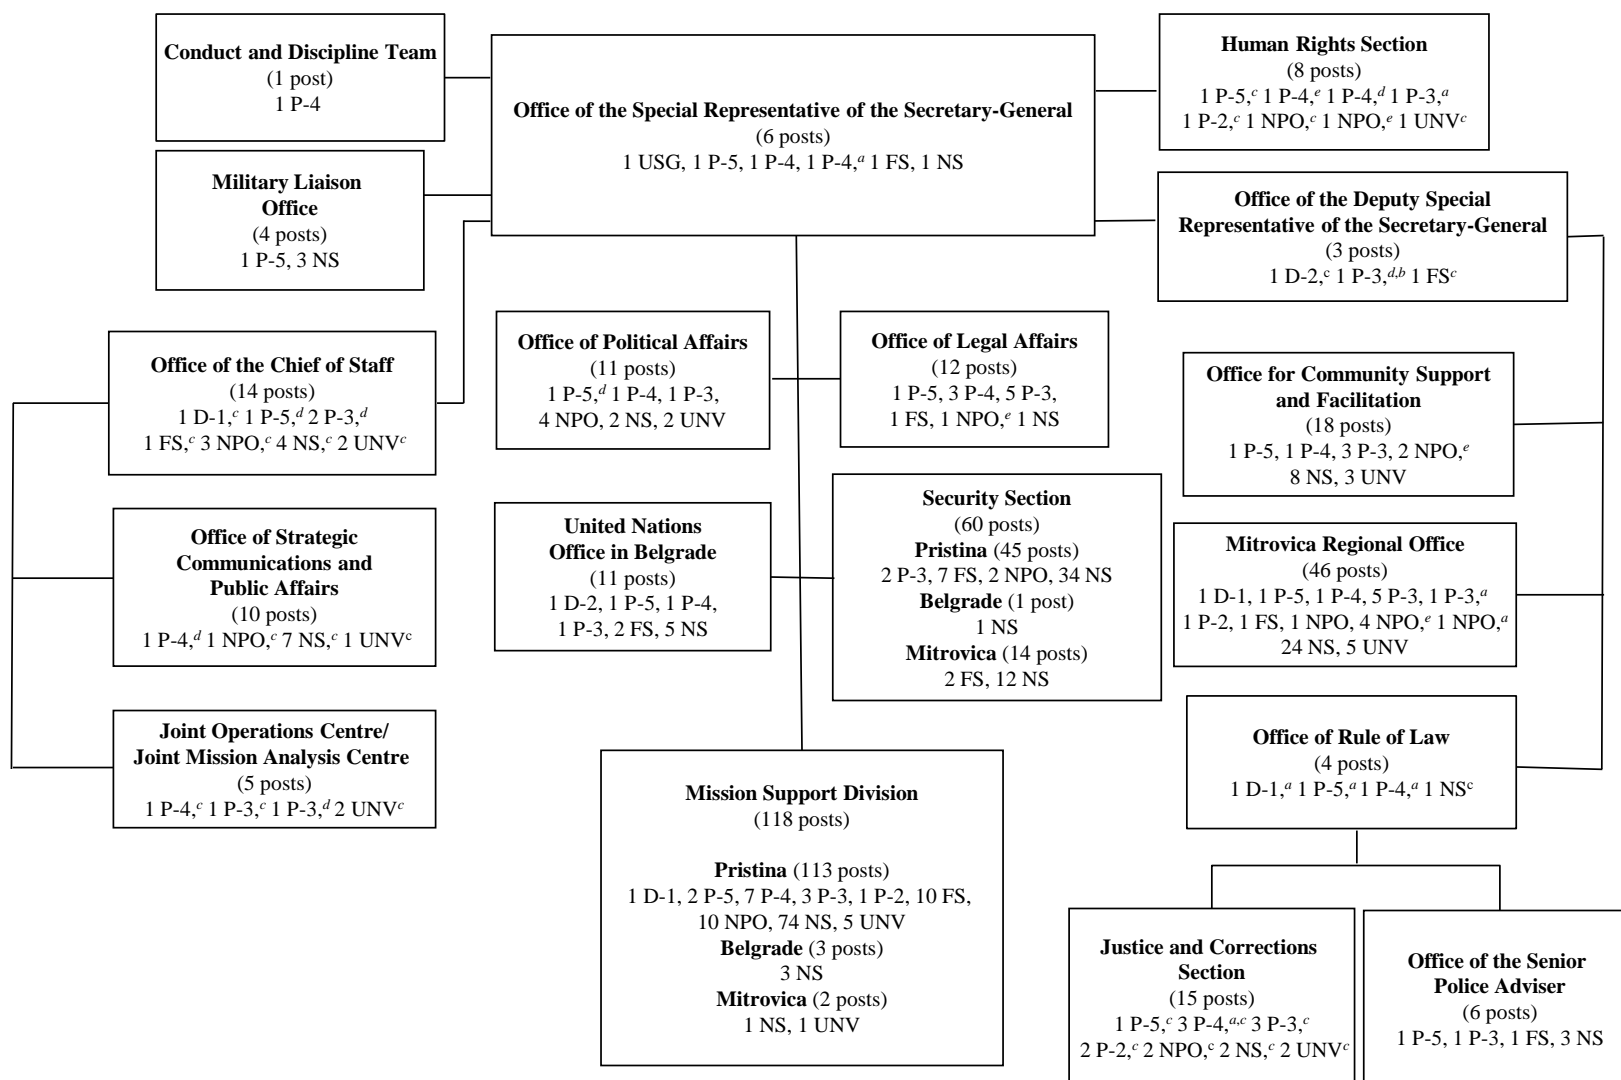 Conduct and Discipline Team
(1 post)
1 P-4
Office of the Special Representative of the Secretary-General
(6 posts)
1 USG, 1 P-5, 1 P-4, 1 P-4,a 1 FS, 1 NS
Human Rights Section
(8 posts)
1 P-5,c 1 P-4,e 1 P-4,d 1 P-3,a
1 P-2,c 1 NPO,c 1 NPO,e 1 UNVc
Military Liaison
Office
(4 posts)
1 P-5, 3 NS
Office of the Deputy Special
Representative of the Secretary-General
(3 posts)
1 D-2,c 1 P-3,d,b 1 FSc
Office of the Chief of Staff
(14 posts)
1 D-1,c 1 P-5,d 2 P-3,d
1 FS,c 3 NPO,c 4 NS,c 2 UNVc
Office of Political Affairs
(11 posts)
1 P-5,d 1 P-4, 1 P-3,
4 NPO, 2 NS, 2 UNV
Office of Legal Affairs
(12 posts)
1 P-5, 3 P-4, 5 P-3,
1 FS, 1 NPO,e 1 NS
Office for Community Support
and Facilitation
(18 posts)
1 P-5, 1 P-4, 3 P-3, 2 NPO,e
8 NS, 3 UNV
Office of Strategic
Communications and
Public Affairs
(10 posts)
1 P-4,d 1 NPO,c 7 NS,c 1 UNVc
United Nations
Office in Belgrade
(11 posts)
1 D-2, 1 P-5, 1 P-4,
1 P-3, 2 FS, 5 NS
Security Section
(60 posts)
Pristina (45 posts)
2 P-3, 7 FS, 2 NPO, 34 NS
Belgrade (1 post)
1 NS
Mitrovica (14 posts)
2 FS, 12 NS
Mitrovica Regional Office
(46 posts)
1 D-1, 1 P-5, 1 P-4, 5 P-3, 1 P-3,a
1 P-2, 1 FS, 1 NPO, 4 NPO,e 1 NPO,a
24 NS, 5 UNV
Joint Operations Centre/
Joint Mission Analysis Centre
(5 posts)
1 P-4,c 1 P-3,c 1 P-3,d 2 UNVc
Mission Support Division
(118 posts)
Pristina (113 posts)
1 D-1, 2 P-5, 7 P-4, 3 P-3, 1 P-2, 10 FS,
10 NPO, 74 NS, 5 UNV
Belgrade (3 posts)
3 NS
Mitrovica (2 posts)
1 NS, 1 UNV
Office of Rule of Law
(4 posts)
1 D-1,a 1 P-5,a 1 P-4,a 1 NSc
Justice and Corrections
Section
(15 posts)
1 P-5,c 3 P-4,a,c 3 P-3,c
2 P-2,c 2 NPO,c 2 NS,c 2 UNVc
Office of the Senior
Police Adviser
(6 posts)
1 P-5, 1 P-3, 1 FS, 3 NS